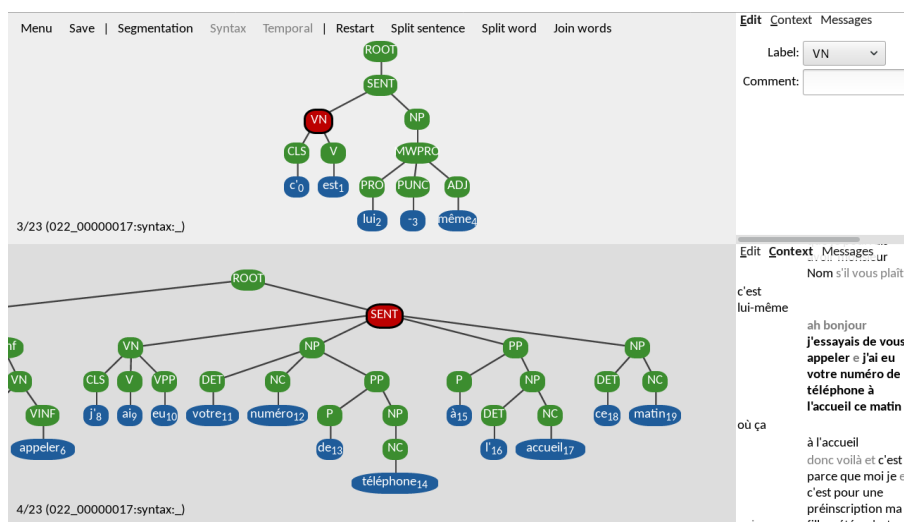 Menu Save | Segmentation Syntax Temporal | Restart Split sentence Split word Join words
ROOT
SENT
VN NP
CLS V MWPRO
c'0 est1 PRO PUNC ADJ
lui2 -3 même4
3/23 (022_00000017:syntax:_)
Edit Context Messages
Label: VN
Comment:
ROOT
SENT
nf VN NP PP NP
VN CLS V VPP DET NC PP P NP DET NC
VINF j'8 ai9 eu10 votre11 numéro12 P NP à15 DET NC ce18 matin19
appeler6 de13 NC l'16 accueil17
téléphone14
4/23 (022_00000017:syntax:_)
Edit Context Messages
Nom s'il vous plaît
c'est
lui-même
ah bonjour
j'essayais de vous
appeler e j'ai eu
votre numéro de
téléphone à
l'accueil ce matin
où ça
à l'accueil
donc voilà et c'est
parce que moi je e
c'est pour une
préinscription ma